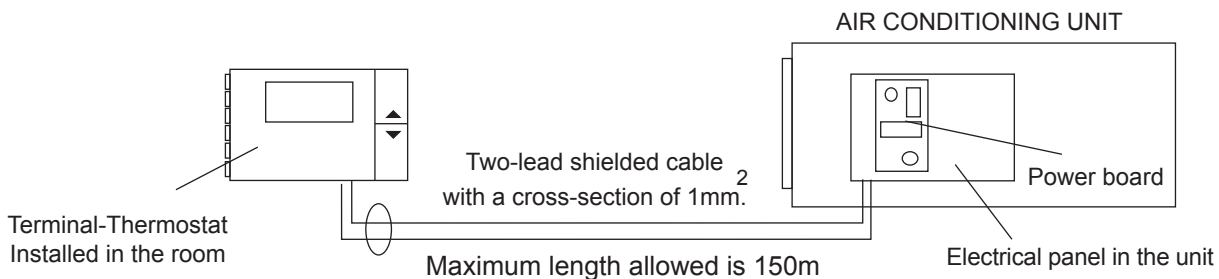 AIR CONDITIONING UNIT
Two-lead shielded cable
with a cross-section of 1mm.²
Power board
Terminal-Thermostat
Installed in the room
Electrical panel in the unit
Maximum length allowed is 150m